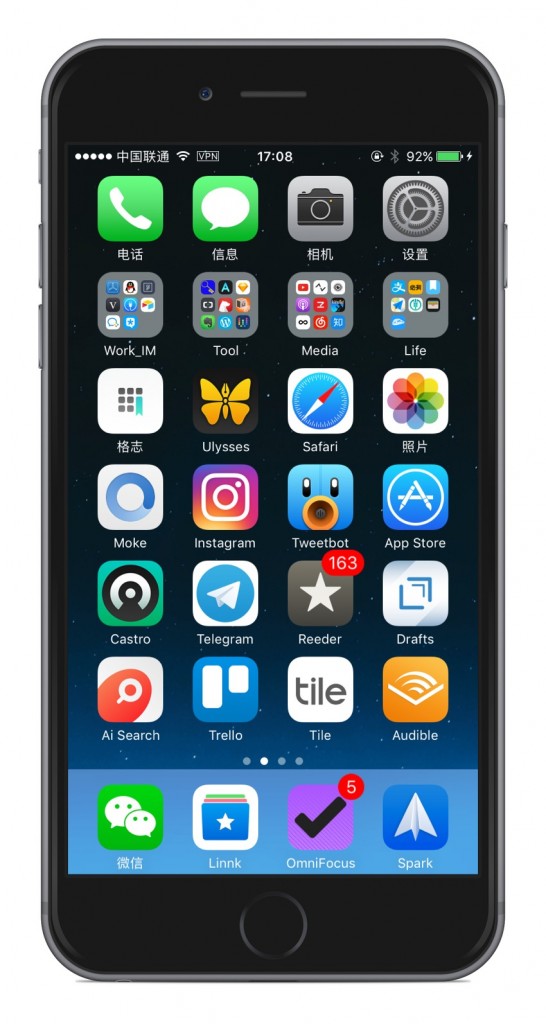 中国联通 VPN 17:08 92%
电话 信息 相机 设置
Work_IM Tool Media Life
格志 Ulysses Safari 照片
Moke Instagram Tweetbot App Store
163
Castro Telegram Reeder Drafts
tile
Ai Search Trello Tile Audible
5
微信 Linnk OmniFocus Spark